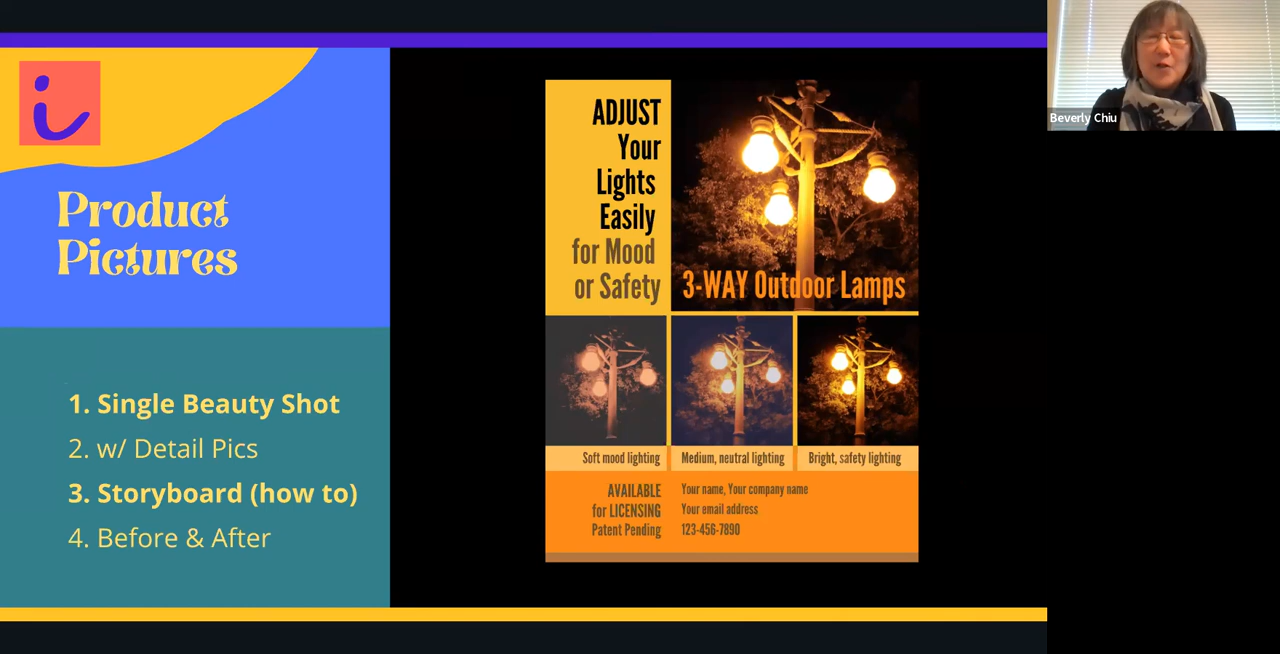 Product
Pictures
1. Single Beauty Shot
2. w/ Detail Pics
3. Storyboard (how to)
4. Before & After
ADJUST
Your
Lights
Easily
for Mood
or Safety
3-WAY Outdoor Lamps
Soft mood lighting
Medium, neutral lighting
Bright, safety lighting
AVAILABLE
for LICENSING
Patent Pending
Your name, Your company name
Your email address
123-456-7890
Beverly Chiu